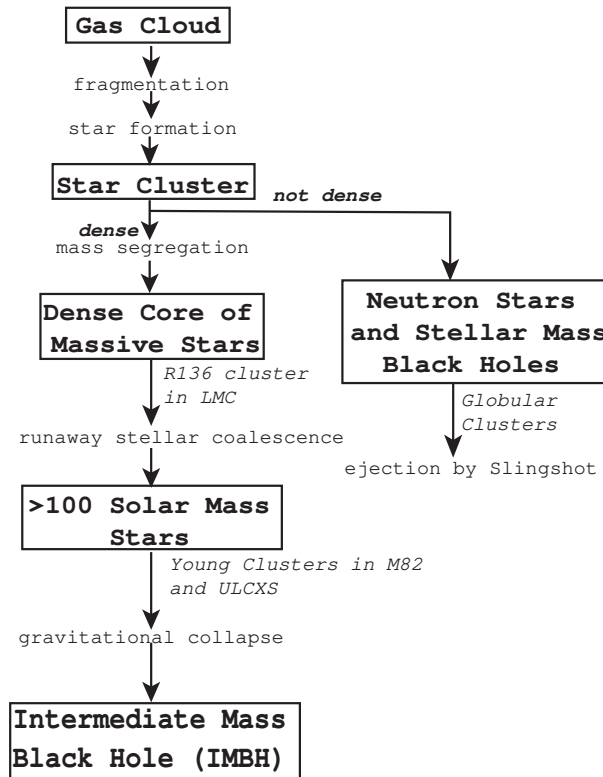 Gas Cloud
fragmentation
star formation
Star Cluster
not dense
dense
mass segregation
Dense Core of
Massive Stars
Neutron Stars
and Stellar Mass
Black Holes
R136 cluster
in LMC
Globular
Clusters
runaway stellar coalescence
ejection by Slingshot
>100 Solar Mass
Stars
Young Clusters in M82
and ULCXS
gravitational collapse
Intermediate Mass
Black Hole (IMBH)